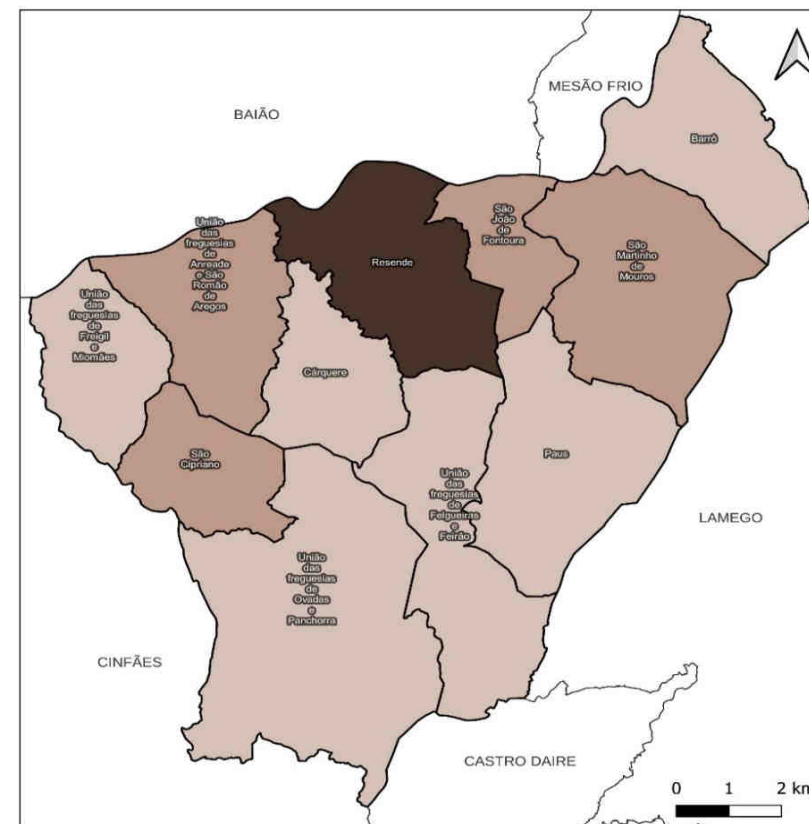 MESÃO FRIO
BAIÃO
Barrô
União
das
freguesias
de
Anreade
e São
Romão
de
Aregos
São
João
de
Fontoura
São
Martinho
de
Mouros
Resende
União
das
freguesias
de
Freigil
e
Miomães
Cárquere
São
Cipriano
Paus
União
das
freguesias
de
Felgueiras
e
Feirão
LAMEGO
União
das
freguesias
de
Ovadas
e
Panchorra
CINFÃES
CASTRO DAIRE
0 1 2 km